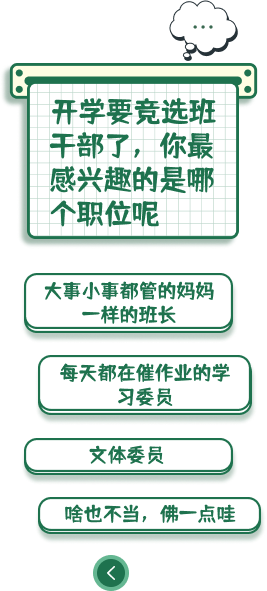 开学要竞选班
干部了，你最
感兴趣的是哪
个职位呢
大事小事都管的妈妈
一样的班长
每天都在催作业的学
习委员
文体委员
啥也不当，佛一点哇